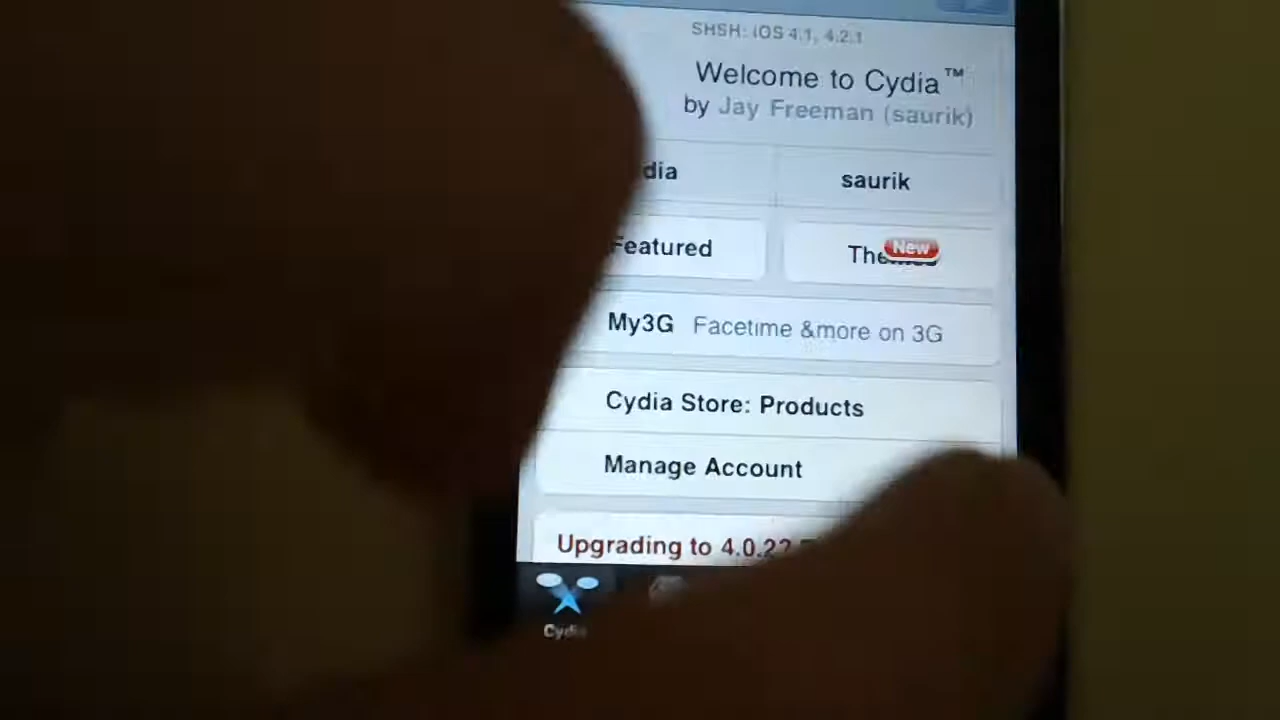 SHSH: iOS 4.1, 4.2.1
Welcome to Cydia™
by Jay Freeman (saurik)
dia saurik
Featured New
My3G Facetime &more on 3G
Cydia Store: Products
Manage Account
Upgrading to 4.0.2?
Cydia